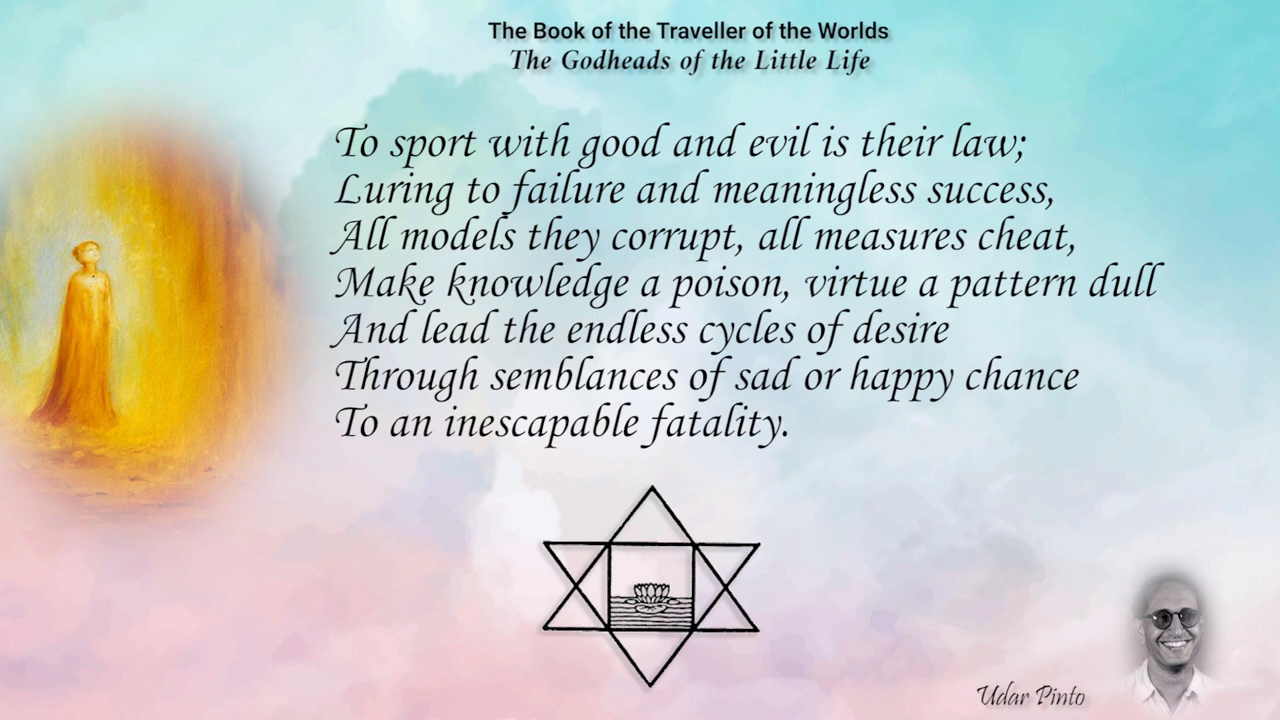 The Book of the Traveller of the Worlds
The Godheads of the Little Life
To sport with good and evil is their law;
Luring to failure and meaningless success,
All models they corrupt, all measures cheat,
Make knowledge a poison, virtue a pattern dull
And lead the endless cycles of desire
Through semblances of sad or happy chance
To an inescapable fatality.
Udar Pinto